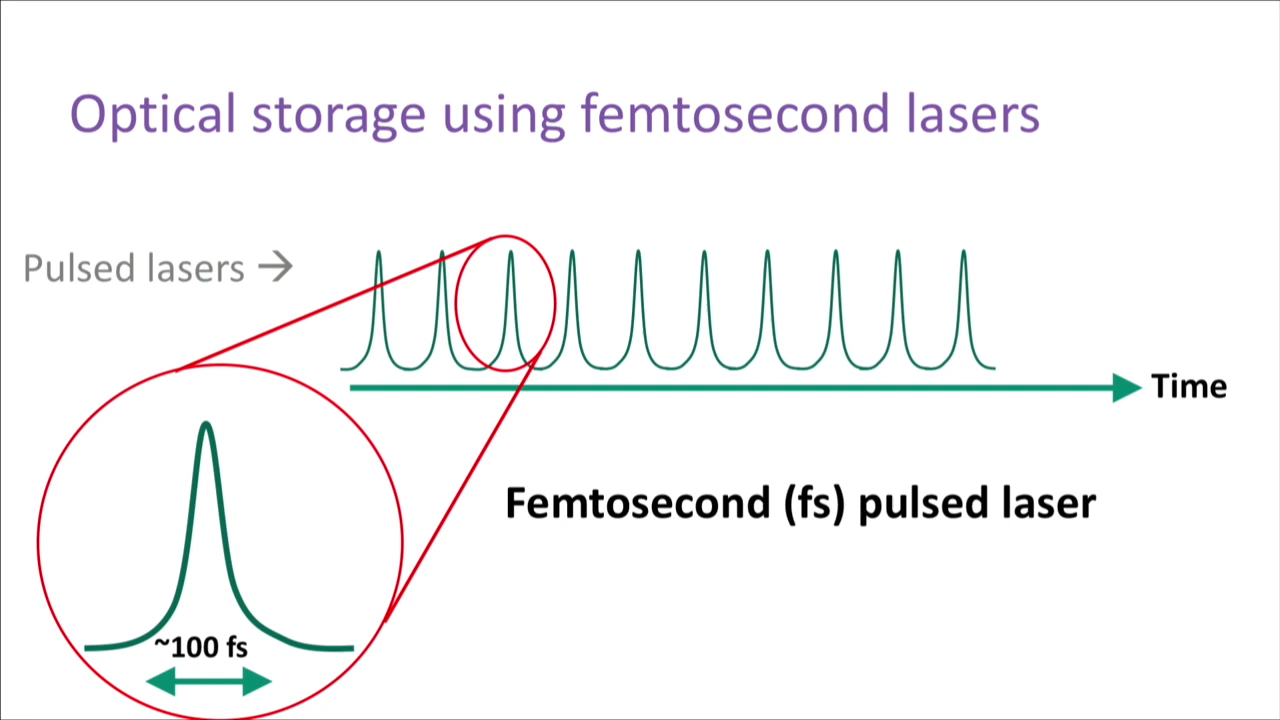 Optical storage using femtosecond lasers
Pulsed lasers →
Time
Femtosecond (fs) pulsed laser
~100 fs